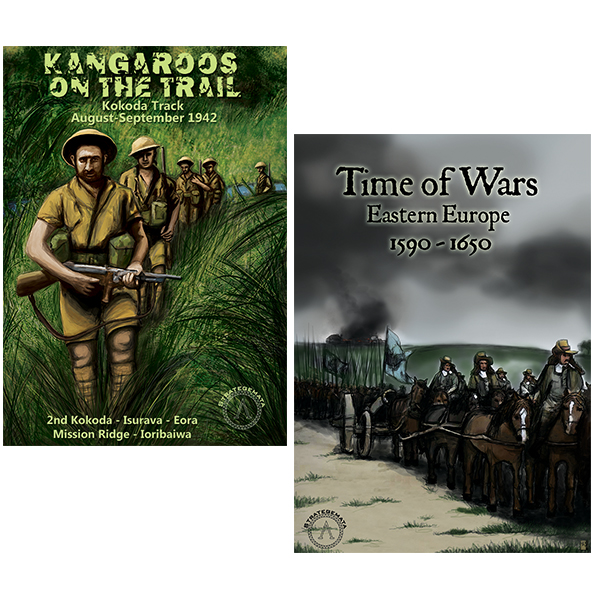 KANGAROOS
ON THE TRAIL
Kokoda Track
August-September 1942
STRATEGEMATA
2nd Kokoda - Isurava - Eora
Mission Ridge - Ioribaiwa
Time of Wars
Eastern Europe
1590 - 1650
STRATEGEMATA